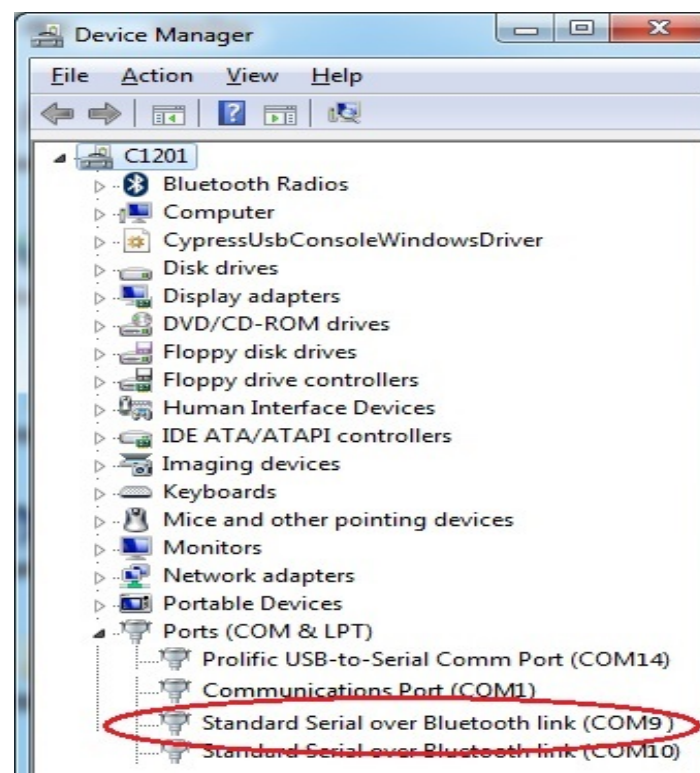 Device Manager
File Action View Help
C1201
Bluetooth Radios
Computer
CypressUsbConsoleWindowsDriver
Disk drives
Display adapters
DVD/CD-ROM drives
Floppy disk drives
Floppy drive controllers
Human Interface Devices
IDE ATA/ATAPI controllers
Imaging devices
Keyboards
Mice and other pointing devices
Monitors
Network adapters
Portable Devices
Ports (COM & LPT)
Prolific USB-to-Serial Comm Port (COM14)
Communications Port (COM1)
Standard Serial over Bluetooth link (COM9)
Standard Serial over Bluetooth link (COM10)